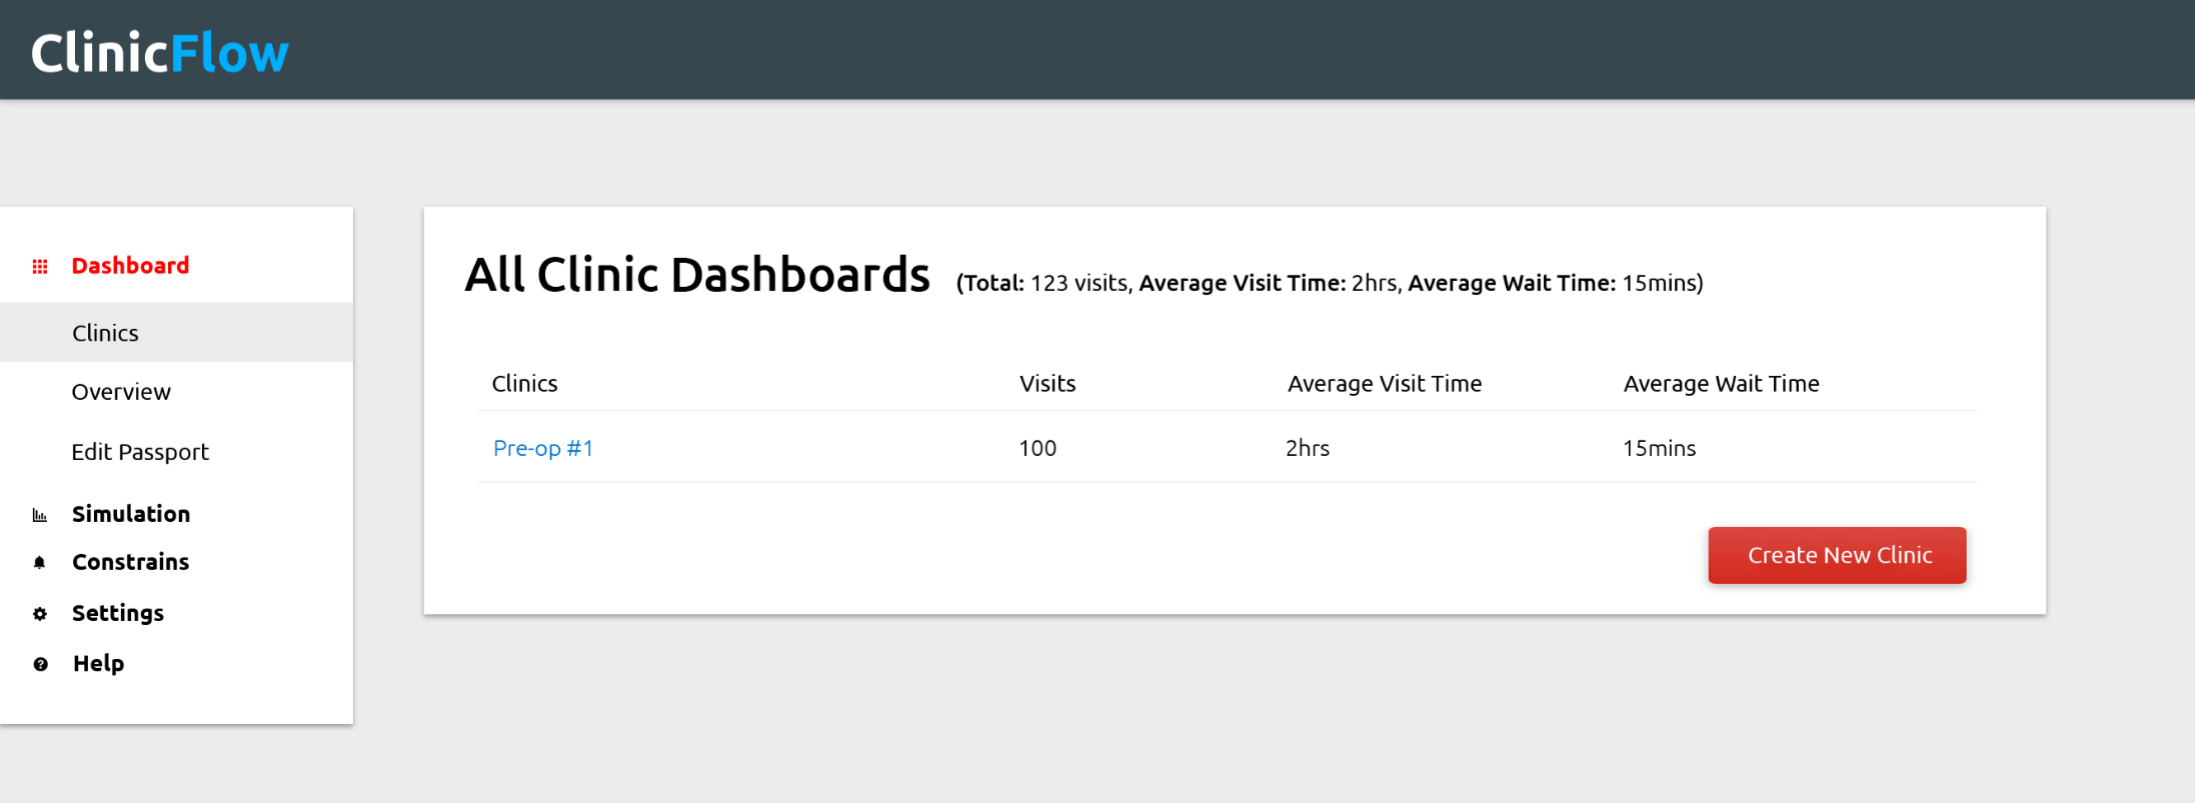 ClinicFlow
Dashboard
Clinics
Overview
Edit Passport
Simulation
Constrains
Settings
Help
All Clinic Dashboards (Total: 123 visits, Average Visit Time: 2hrs, Average Wait Time: 15mins)
Clinics Visits Average Visit Time Average Wait Time
Pre-op #1 100 2hrs 15mins
Create New Clinic